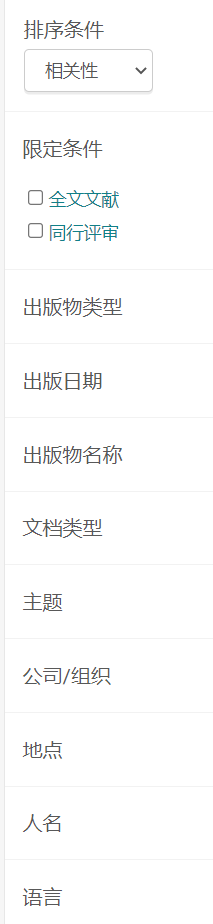 排序条件
相关性
限定条件
全文文献
同行评审
出版物类型
出版日期
出版物名称
文档类型
主题
公司/组织
地点
人名
语言